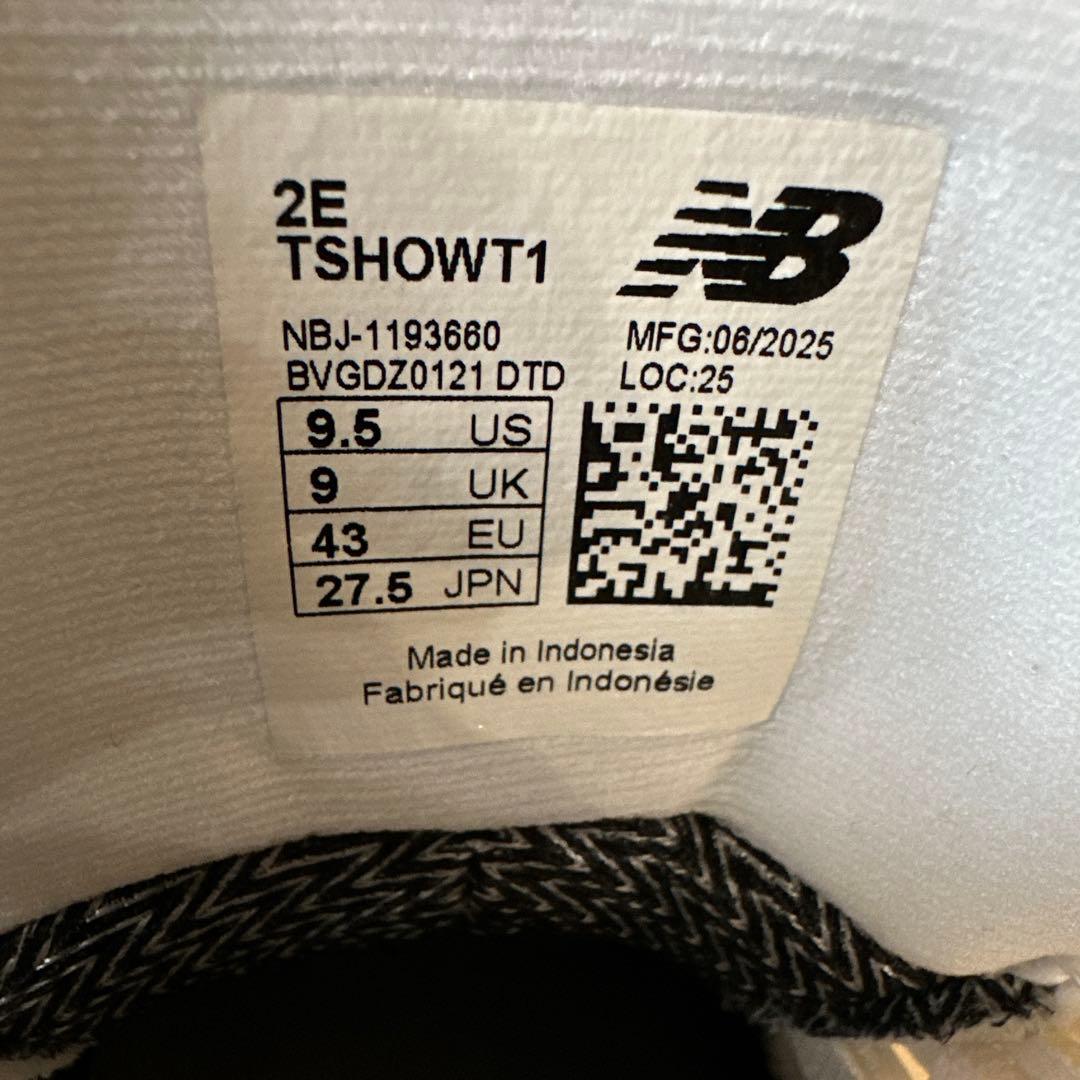 2E
TSHOWT1
NB
NBJ-1193660
BVGDZ0121 DTD
MFG:06/2025
LOC:25
9.5 US
9 UK
43 EU
27.5 JPN
Made in Indonesia
Fabriqué en Indonésie